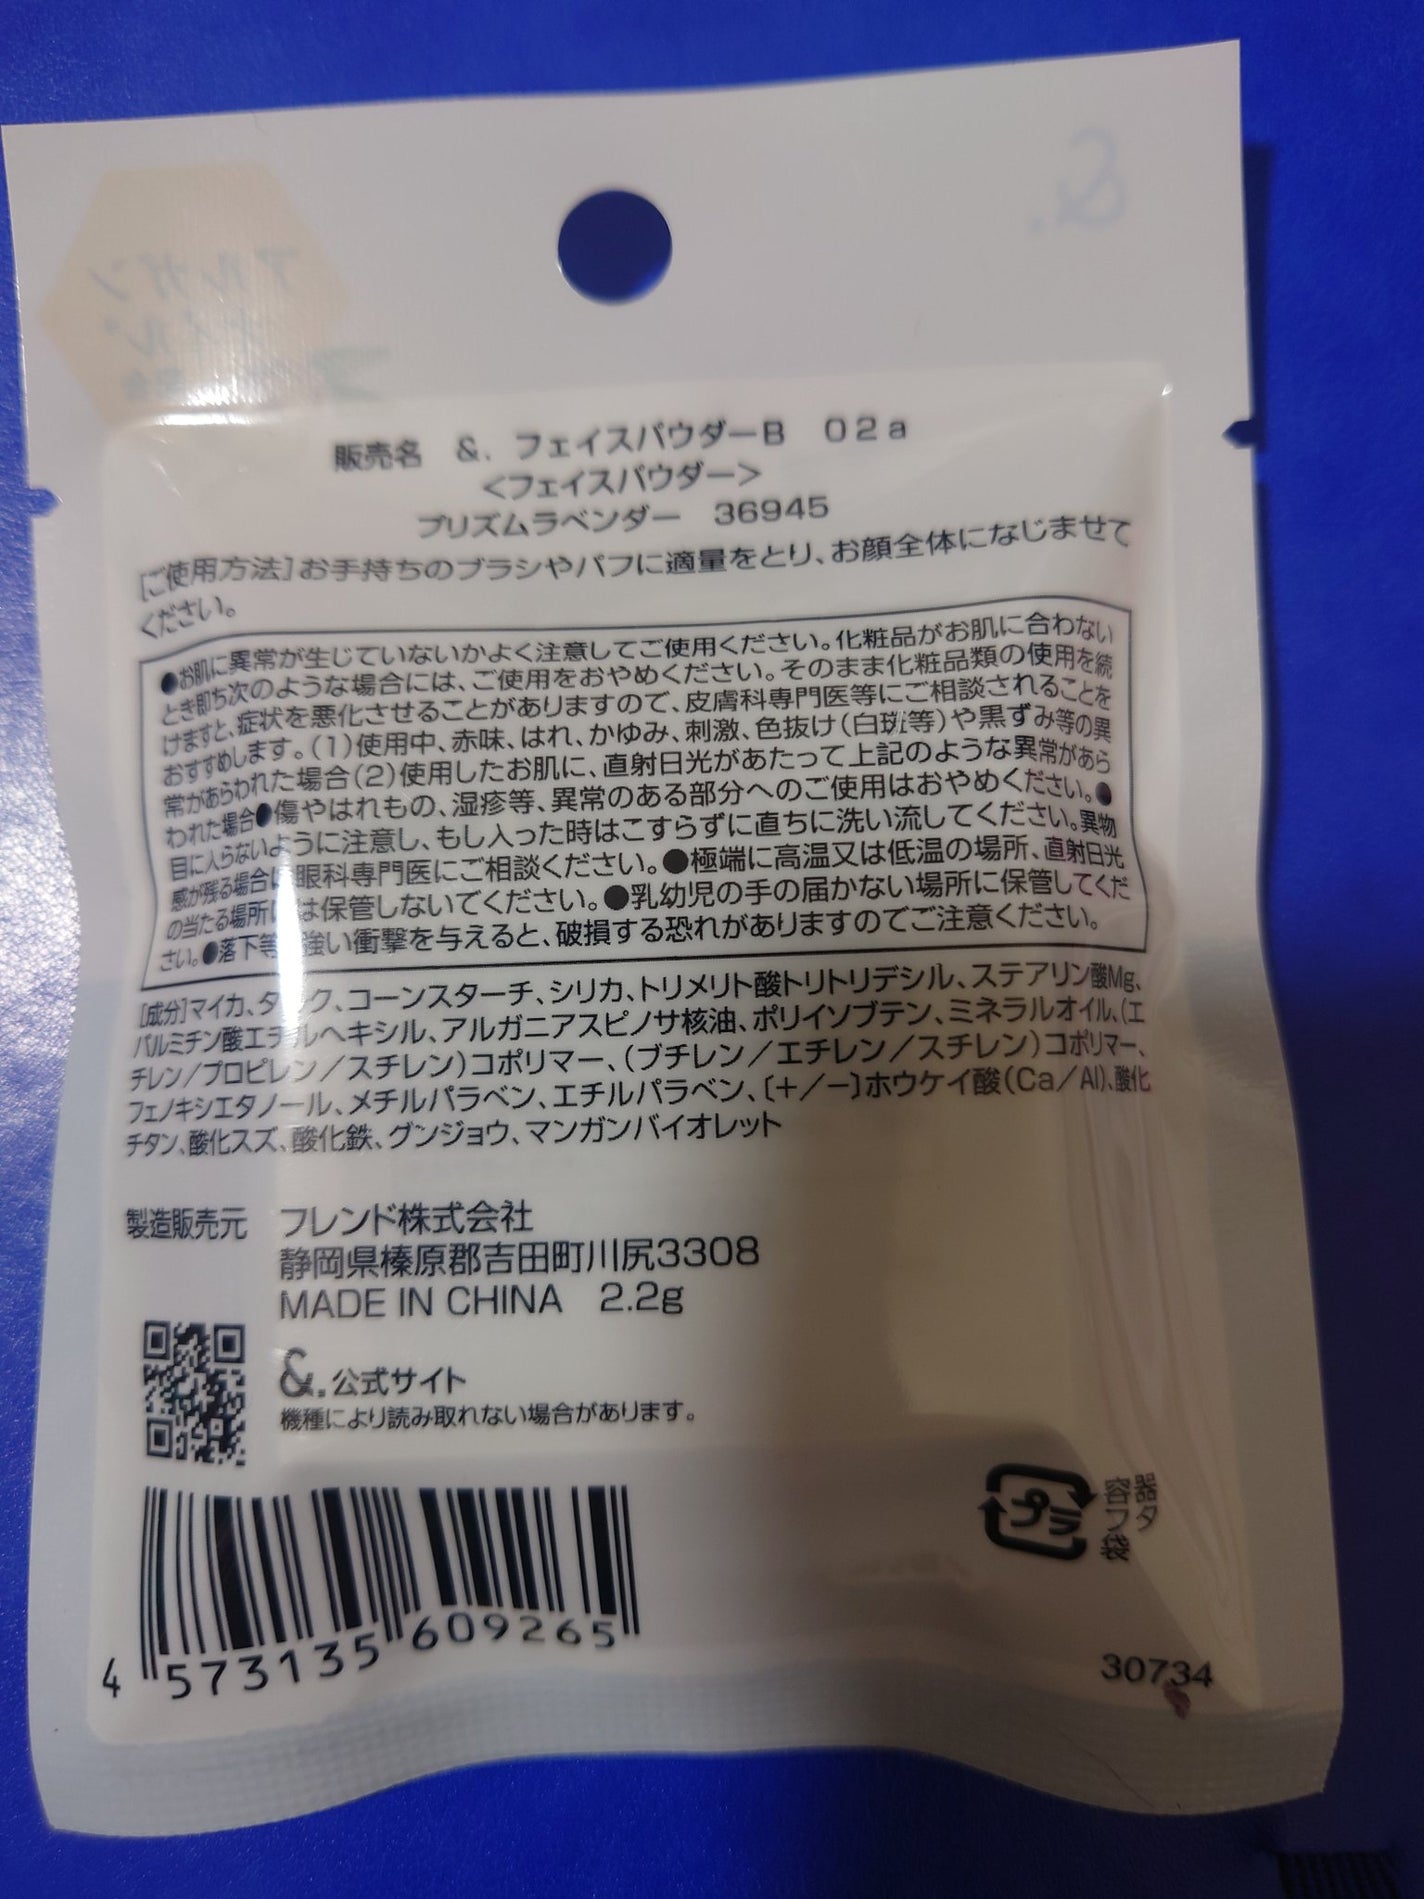 アルガン
オイル
&.
販売名　&. フェイスパウダーB　02a
<フェイスパウダー>
プリズムラベンダー　36945
[ご使用方法]お手持ちのブラシやパフに適量をとり、お顔全体になじませて
ください。
●お肌に異常が生じていないかよく注意してご使用ください。化粧品がお肌に合わない
とき即ち次のような場合には、ご使用をおやめください。そのまま化粧品類の使用を続
けますと、症状を悪化させることがありますので、皮膚科専門医等にご相談されることを
おすすめします。(1)使用中、赤味、はれ、かゆみ、刺激、色抜け(白斑等)や黒ずみ等の異
常があらわれた場合(2)使用したお肌に、直射日光があたって上記のような異常があら
われた場合●傷やはれもの、湿疹等、異常のある部分へのご使用はおやめください。●
目に入らないように注意し、もし入った時はこすらずに直ちに洗い流してください。異物
感が残る場合は眼科専門医にご相談ください。●極端に高温又は低温の場所、直射日光
の当たる場所には保管しないでください。●乳幼児の手の届かない場所に保管してくだ
さい。●落下等強い衝撃を与えると、破損する恐れがありますのでご注意ください。
[成分]マイカ、タルク、コーンスターチ、シリカ、トリメリト酸トリトリデシル、ステアリン酸Mg、
パルミチン酸エチルヘキシル、アルガニアスピノサ核油、ポリイソブテン、ミネラルオイル、(エ
チレン/プロピレン/スチレン)コポリマー、(ブチレン/エチレン/スチレン)コポリマー、
フェノキシエタノール、メチルパラベン、エチルパラベン、〔+/-〕ホウケイ酸(Ca/Al)、酸化
チタン、酸化スズ、酸化鉄、グンジョウ、マンガンバイオレット
製造販売元　フレンド株式会社
静岡県榛原郡吉田町川尻3308
MADE IN CHINA　2.2g
&.公式サイト
機種により読み取れない場合があります。
プラ
4 573135 609265
30734